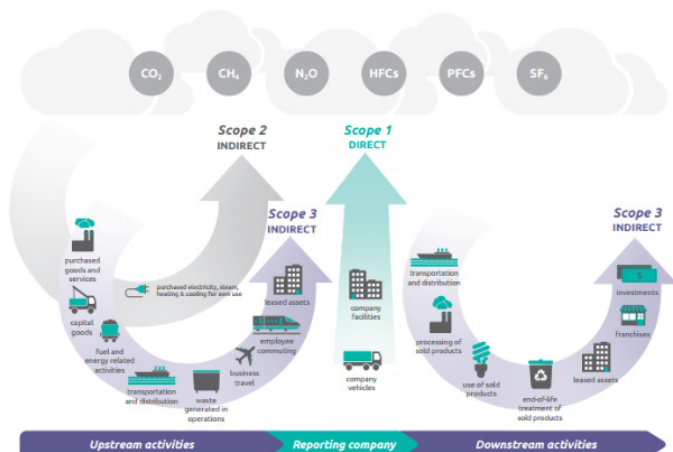 CO₂ CH₄ N₂O HFCs PFCs SF₆
Scope 2
INDIRECT
Scope 1
DIRECT
Scope 3
INDIRECT
Scope 3
INDIRECT
purchased
goods and
services
capital
goods
fuel and
energy related
activities
transportation
and distribution
waste
generated in
operations
business
travel
employee
commuting
leased assets
purchased electricity, steam,
heating & cooling for own use
company
facilities
company
vehicles
transportation
and distribution
processing of
sold products
use of sold
products
end-of-life
treatment of
sold products
leased assets
franchises
investments
$
Upstream activities
Reporting company
Downstream activities